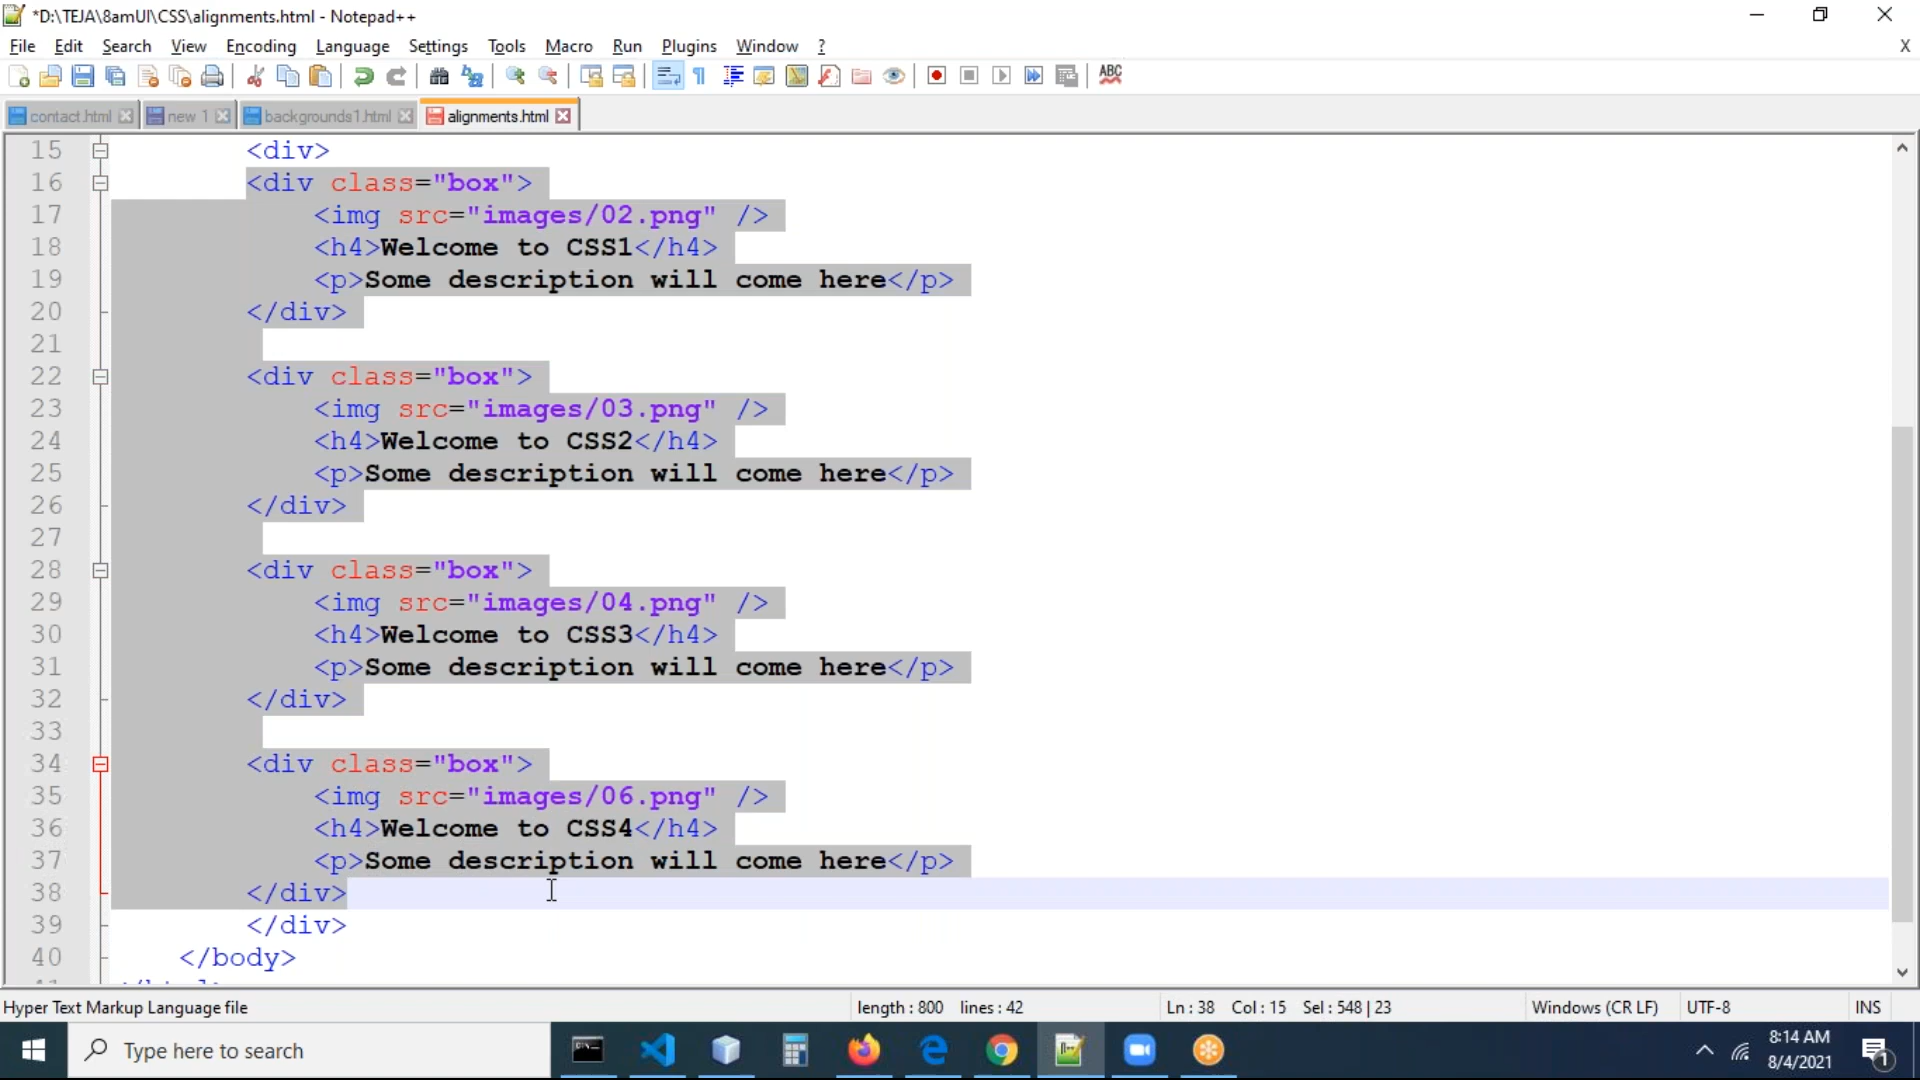 *D:\TEJA\8amUI\CSS\alignments.html - Notepad++
File Edit Search View Encoding Language Settings Tools Macro Run Plugins Window ? X
ABC
contact.html new 1 backgrounds1.html alignments.html
15 <div>
16 <div class="box">
17 <img src="images/02.png" />
18 <h4>Welcome to CSS1</h4>
19 <p>Some description will come here</p>
20 </div>
21
22 <div class="box">
23 <img src="images/03.png" />
24 <h4>Welcome to CSS2</h4>
25 <p>Some description will come here</p>
26 </div>
27
28 <div class="box">
29 <img src="images/04.png" />
30 <h4>Welcome to CSS3</h4>
31 <p>Some description will come here</p>
32 </div>
33
34 <div class="box">
35 <img src="images/06.png" />
36 <h4>Welcome to CSS4</h4>
37 <p>Some description will come here</p>
38 </div>
39 </div>
40 </body>
Hyper Text Markup Language file length : 800 lines : 42 Ln : 38 Col : 15 Sel : 548 | 23 Windows (CR LF) UTF-8 INS
Type here to search
8:14 AM
8/4/2021
1